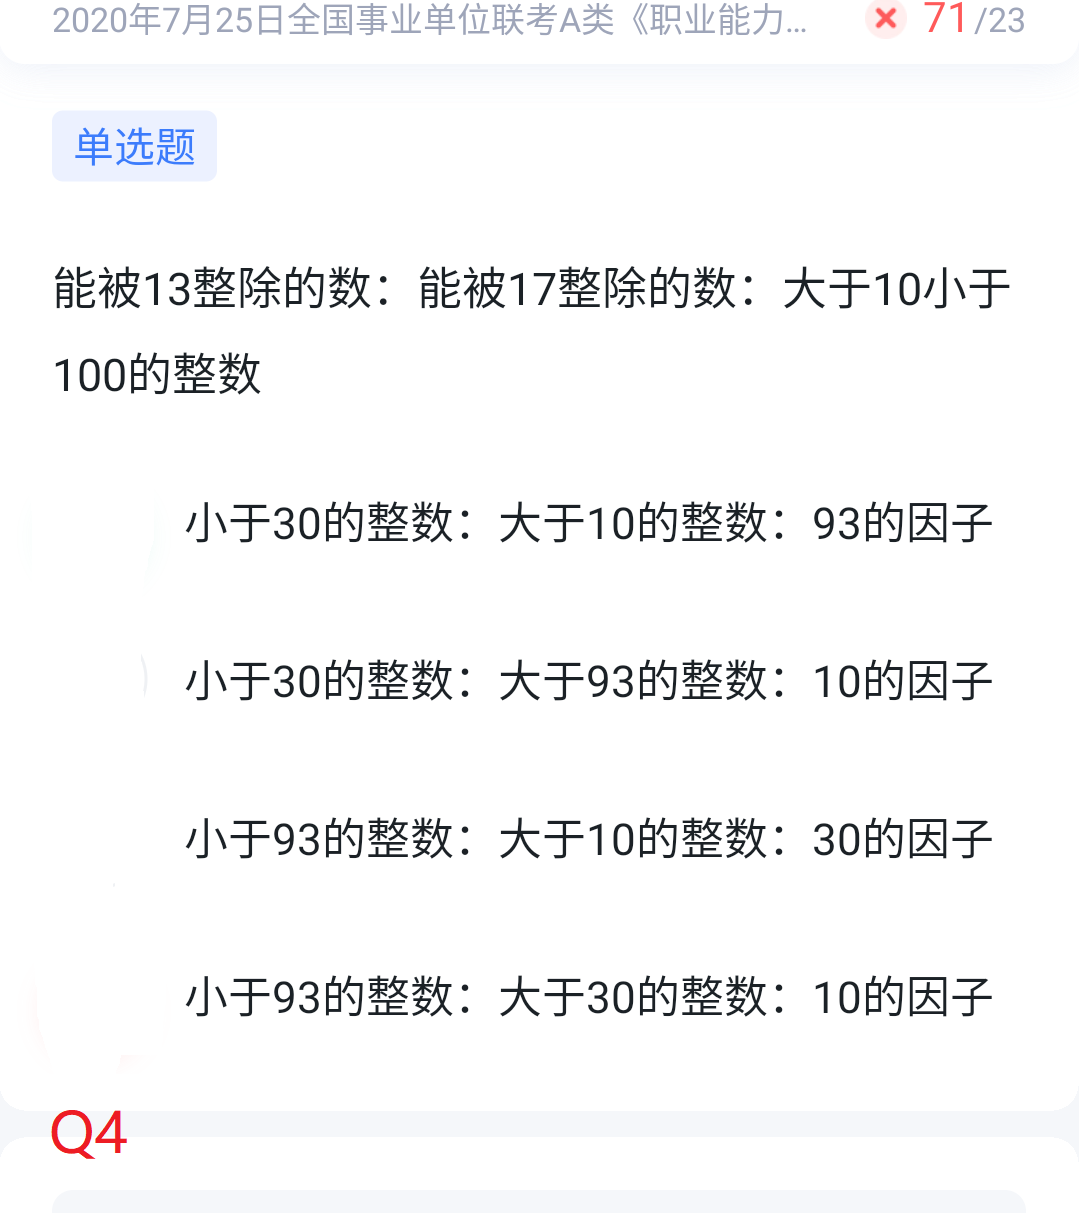 2020年7月25日全国事业单位联考A类《职业能力... 71/23
单选题
能被13整除的数：能被17整除的数：大于10小于
100的整数
小于30的整数：大于10的整数：93的因子
小于30的整数：大于93的整数：10的因子
小于93的整数：大于10的整数：30的因子
小于93的整数：大于30的整数：10的因子
Q4